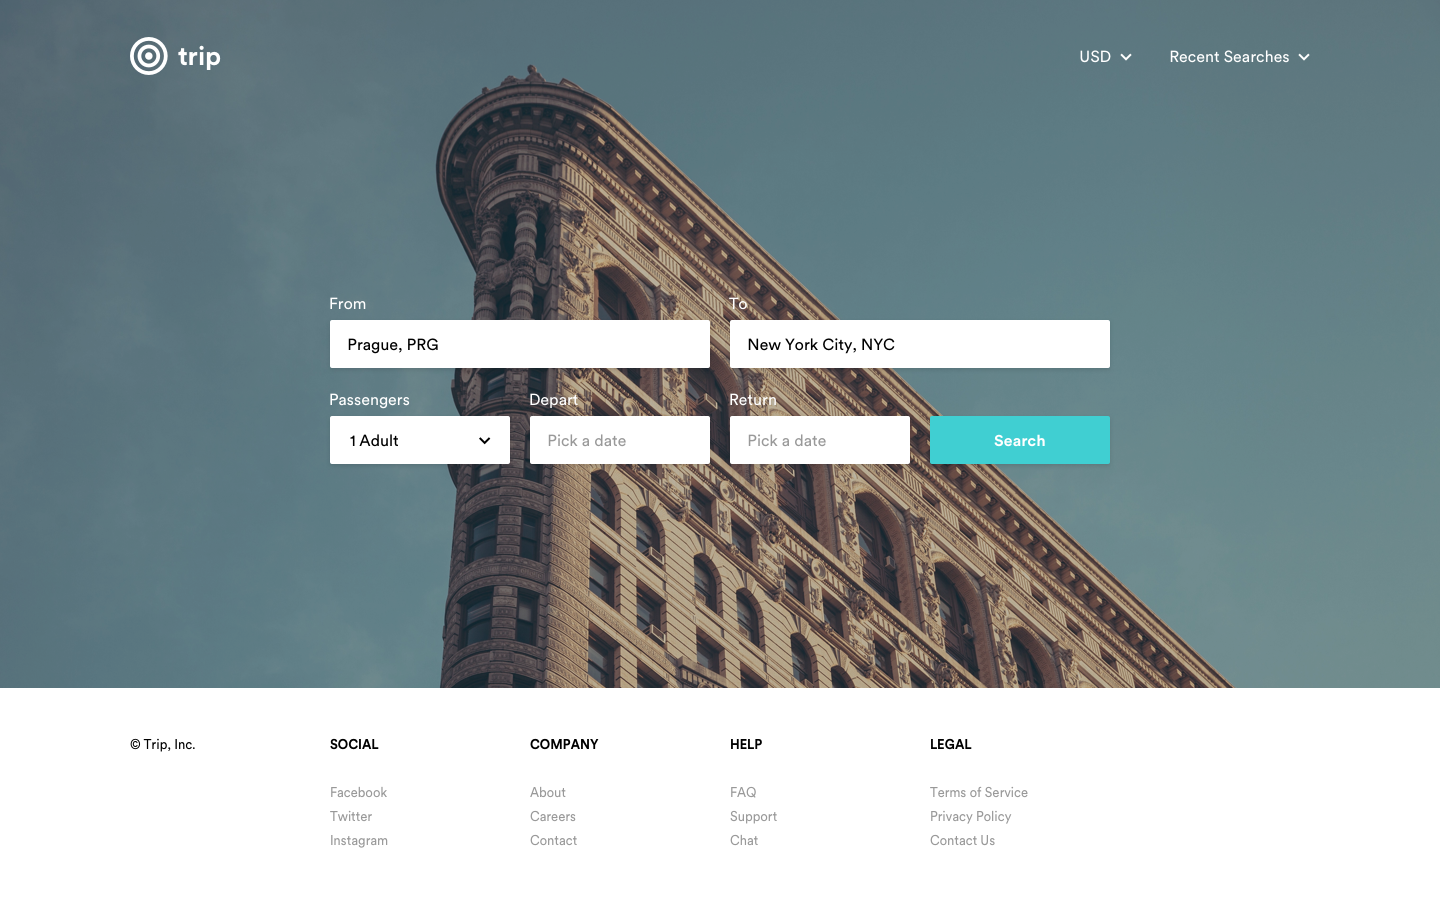 trip
USD
Recent Searches
From
To
Prague, PRG
New York City, NYC
Passengers
Depart
Return
1 Adult
Pick a date
Pick a date
Search
© Trip, Inc.
SOCIAL
COMPANY
HELP
LEGAL
Facebook
About
FAQ
Terms of Service
Twitter
Careers
Support
Privacy Policy
Instagram
Contact
Chat
Contact Us